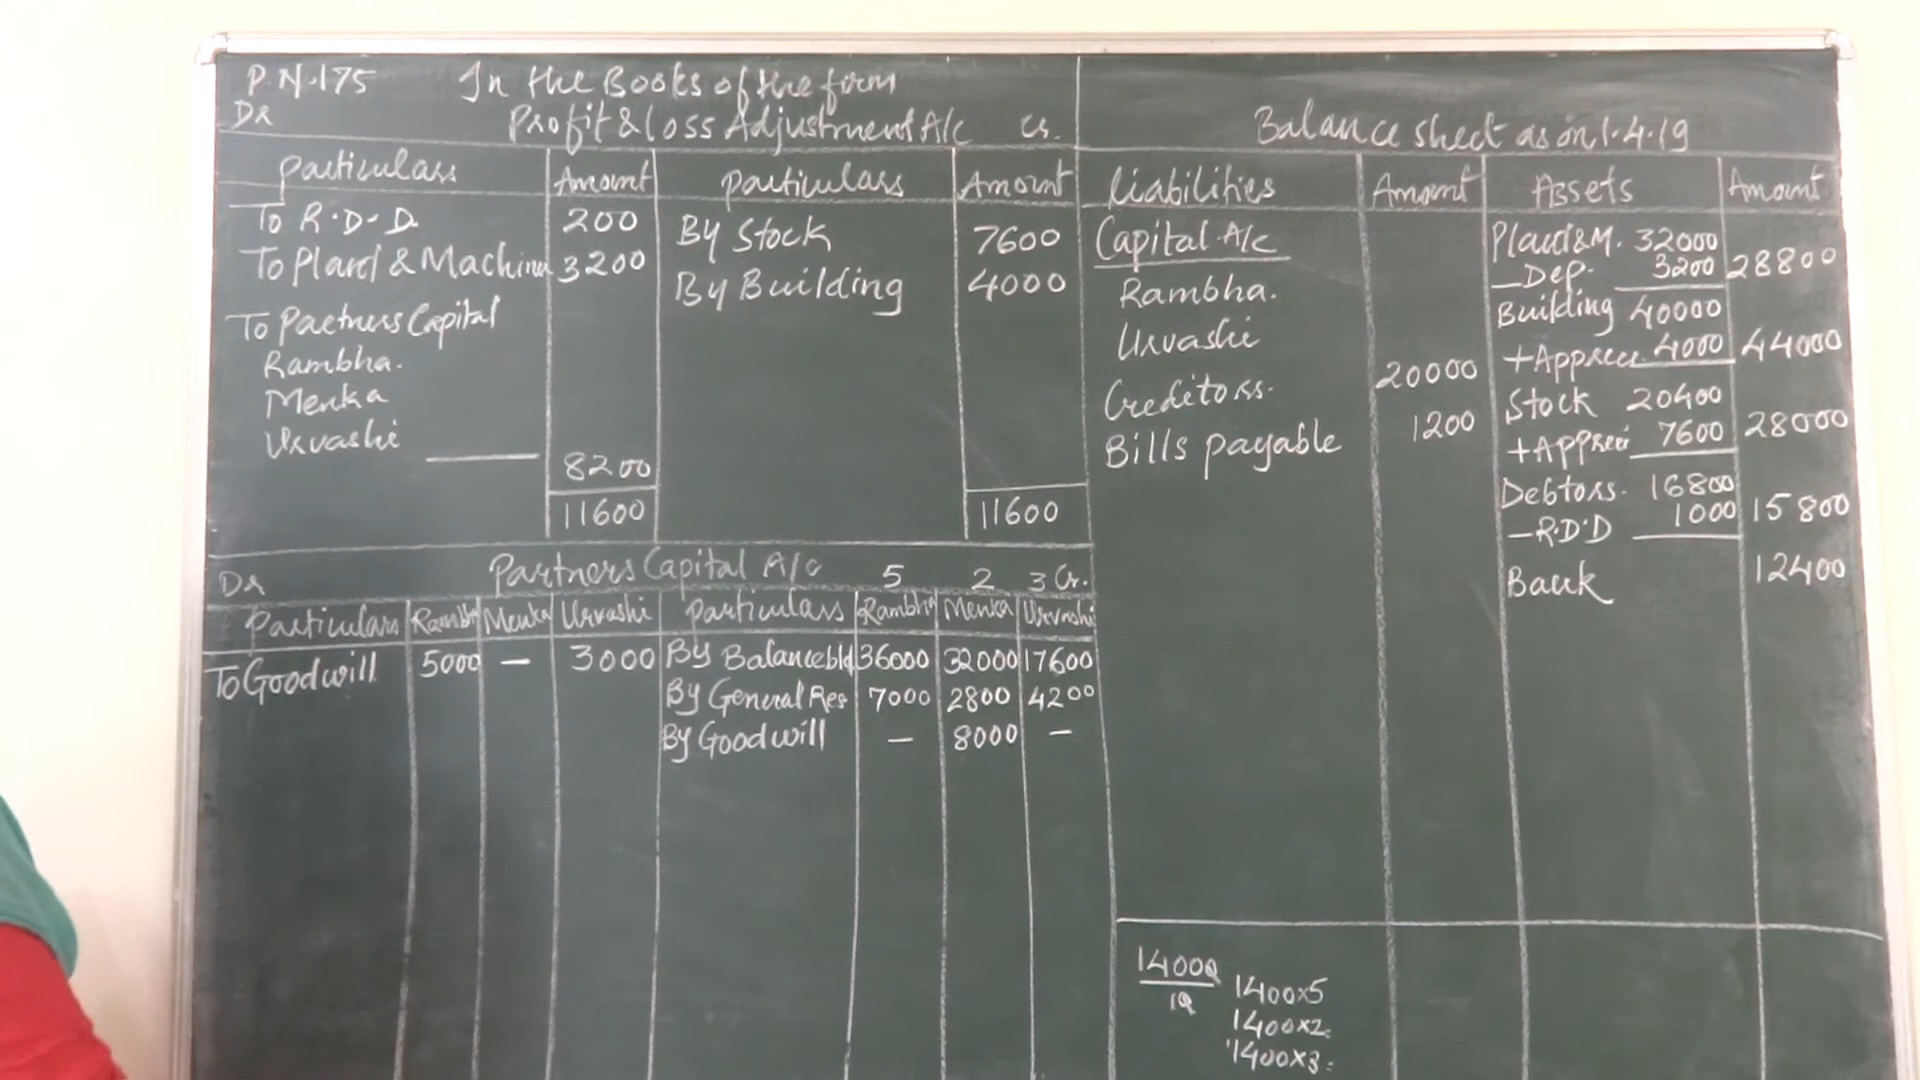 P.N.175 In the Books of the firm
Dr Profit & loss Adjustment A/c Cr.
Particulars Amount Particulars Amount
To R.D.D. 200 By Stock 7600
To Plant & Machine 3200 By Building 4000
To Partners Capital
Rambha.
Menka
Urvashi
8200
11600 11600
Dr Partners Capital A/c 5 2 3 Cr.
Particulars Rambh Menka Urvashi Particulars Rambha Menka Urvashi
To Goodwill 5000 — 3000 By Balance b/d 36000 32000 17600
By General Res 7000 2800 4200
By Goodwill — 8000 —
Balance sheet as on 1.4.19
Liabilities Amount Assets Amount
Capital A/c Plant & M. 32000
—Dep. 3200 28800
Rambha. Building 40000
Urvashi +Apprec. 4000 44000
Creditors. 20000 Stock 20400
Bills payable 1200 +Appreci 7600 28000
Debtors. 16800
—R.D.D 1000 15800
Bank 12400
14000
10
1400x5
1400x2
1400x3